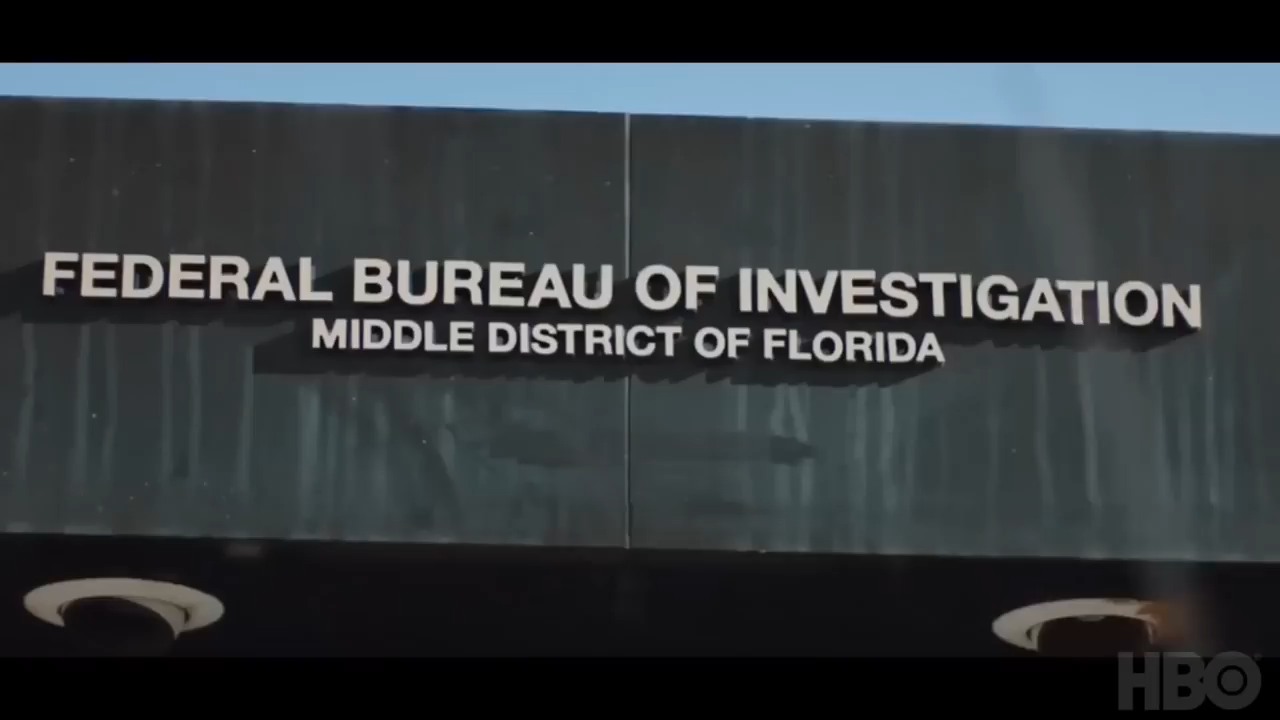 FEDERAL BUREAU OF INVESTIGATION
MIDDLE DISTRICT OF FLORIDA
HBO